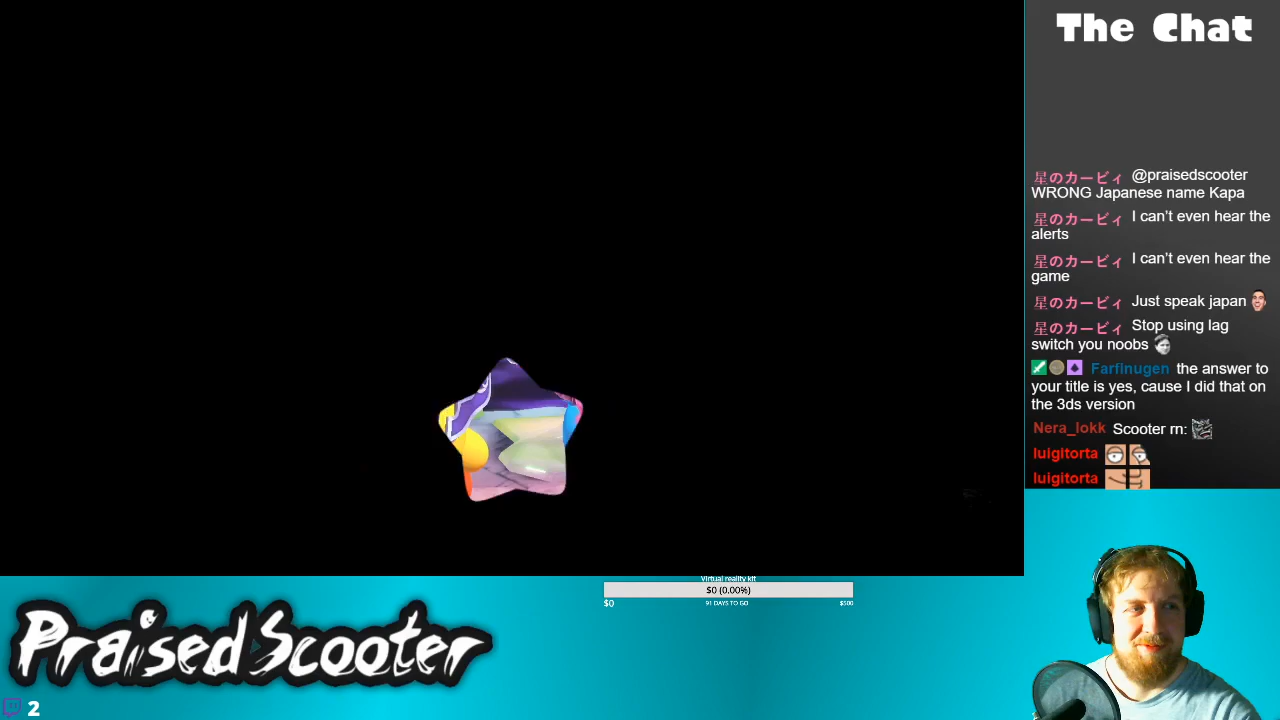 The Chat
星のカービィ @praisedscooter
WRONG Japanese name Kapa
星のカービィ I can't even hear the
alerts
星のカービィ I can't even hear the
game
星のカービィ Just speak japan
星のカービィ Stop using lag
switch you noobs
Farfinugen the answer to
your title is yes, cause I did that on
the 3ds version
Nera_lokk Scooter rn:
luigitorta
luigitorta
Virtual reality kit
$0 (0.00%)
$0 91 DAYS TO GO $500
PraisedScooter
2